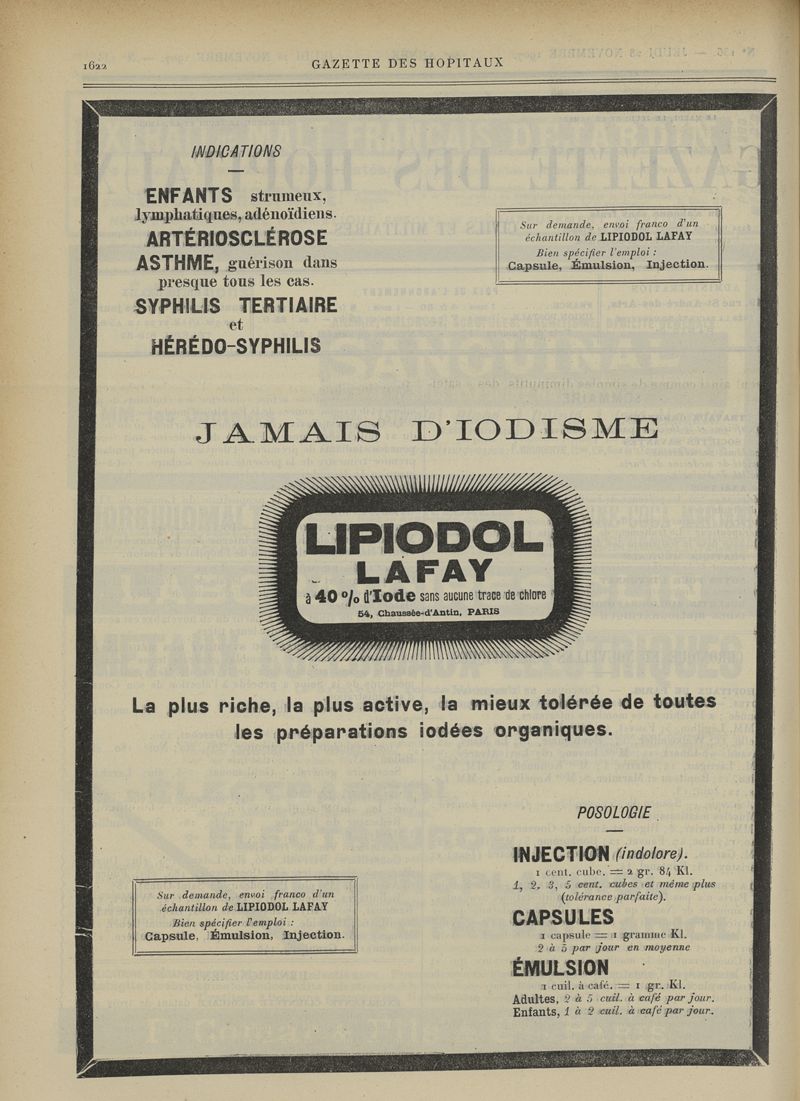 1622
GAZETTE DES HOPITAUX
INDICATIONS
ENFANTS strumeux,
lymphatiques, adénoïdiens.
ARTÉRIOSCLÉROSE
ASTHME, guérison dans
presque tous les cas.
SYPHILIS TERTIAIRE
et
HÉRÉDO-SYPHILIS
Sur demande, envoi franco d'un
échantillon de LIPIODOL LAFAY
Bien spécifier l'emploi :
Capsule, Émulsion, Injection.
JAMAIS D'IODISME
LIPIODOL
LAFAY
à 40 % d'Iode sans aucune trace de chlore
54, Chaussée-d'Antin, PARIS
La plus riche, la plus active, la mieux tolérée de toutes
les préparations iodées organiques.
Sur demande, envoi franco d'un
échantillon de LIPIODOL LAFAY
Bien spécifier l'emploi :
Capsule, Émulsion, Injection.
POSOLOGIE
INJECTION (indolore).
1 cent. cube. = 2 gr. 84 KI.
1, 2, 3, 5 cent. cubes et même plus
(tolérance parfaite).
CAPSULES
1 capsule = 1 gramme KI.
2 à 5 par jour en moyenne
ÉMULSION
1 cuil. à café. = 1 gr. KI.
Adultes, 2 à 5 cuil. à café par jour.
Enfants, 1 à 2 cuil. à café par jour.